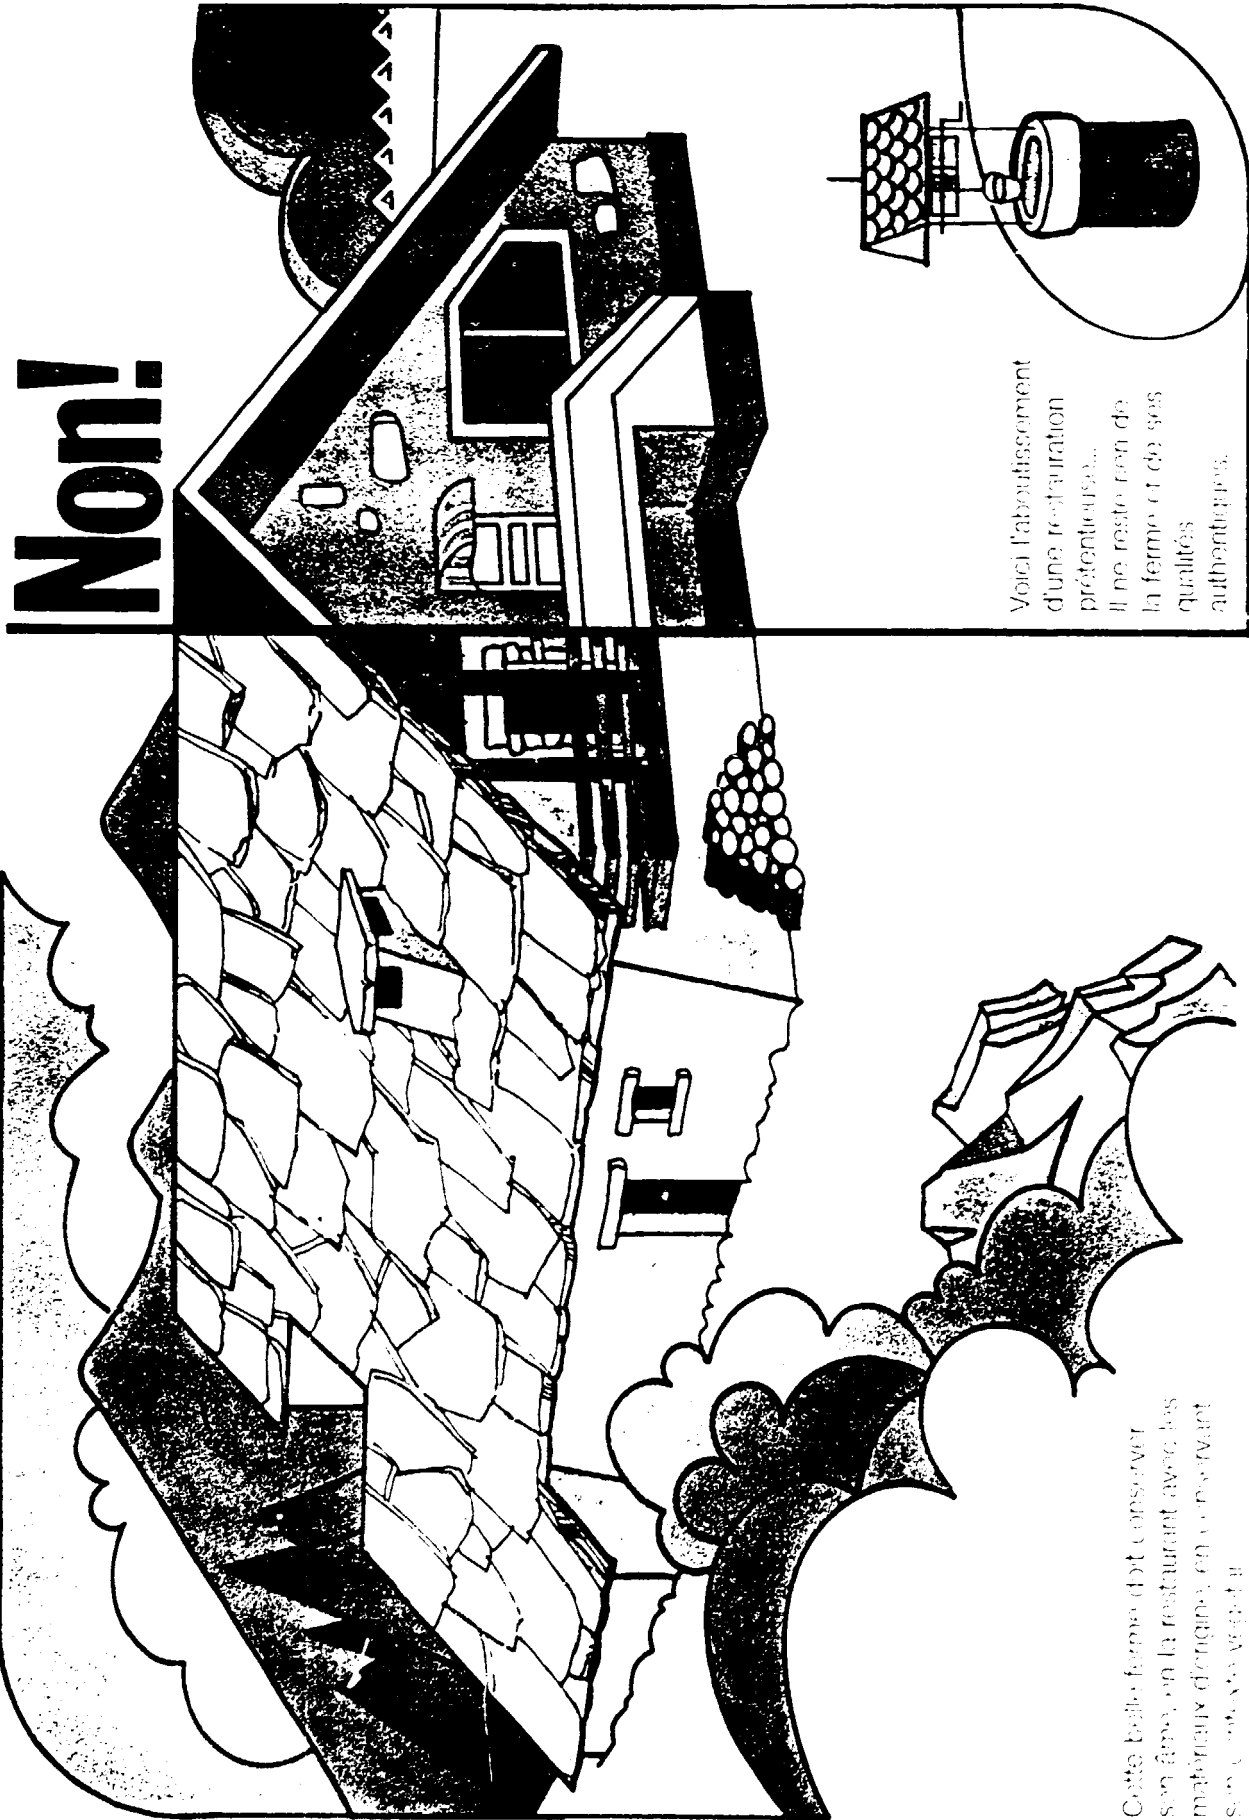 Non!
Voici l'aboutissement
d'une restauration
prétentieuse...
Il ne reste rien de
la ferme et de ses
qualités
authentiques.
Cette belle ferme doit conserver
son âme, en la restaurant avec les
matériaux d'origine, en conservant
son